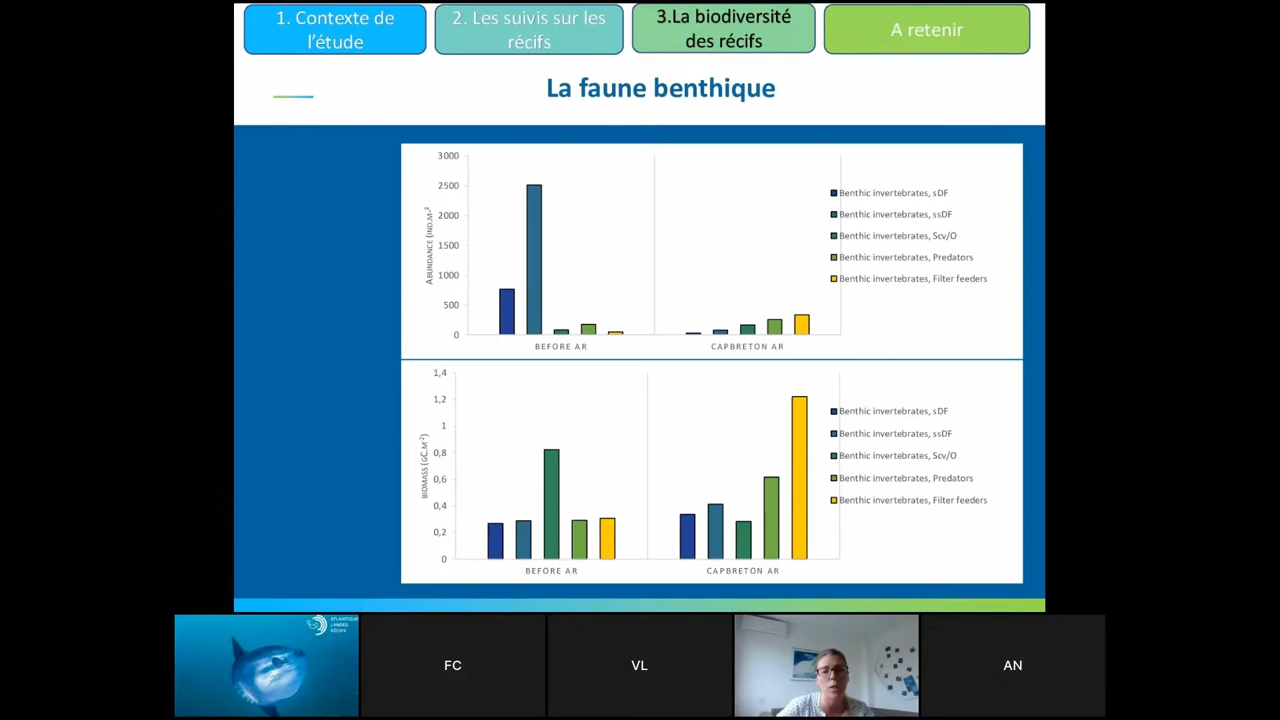 1. Contexte de
l’étude
2. Les suivis sur les
récifs
3.La biodiversité
des récifs
A retenir
La faune benthique
3000
2500
2000
1500
1000
500
0
ABUNDANCE (IND.M-²
BEFORE AR
CAPBRETON AR
Benthic invertebrates, sDF
Benthic invertebrates, ssDF
Benthic invertebrates, Scv/O
Benthic invertebrates, Predators
Benthic invertebrates, Filter feeders
1,4
1,2
1
0,8
0,6
0,4
0,2
0
BIOMASS (GC.M-²)
BEFORE AR
CAPBRETON AR
Benthic invertebrates, sDF
Benthic invertebrates, ssDF
Benthic invertebrates, Scv/O
Benthic invertebrates, Predators
Benthic invertebrates, Filter feeders
ATLANTIQUE
LANDES
RÉCIFS
FC
VL
AN